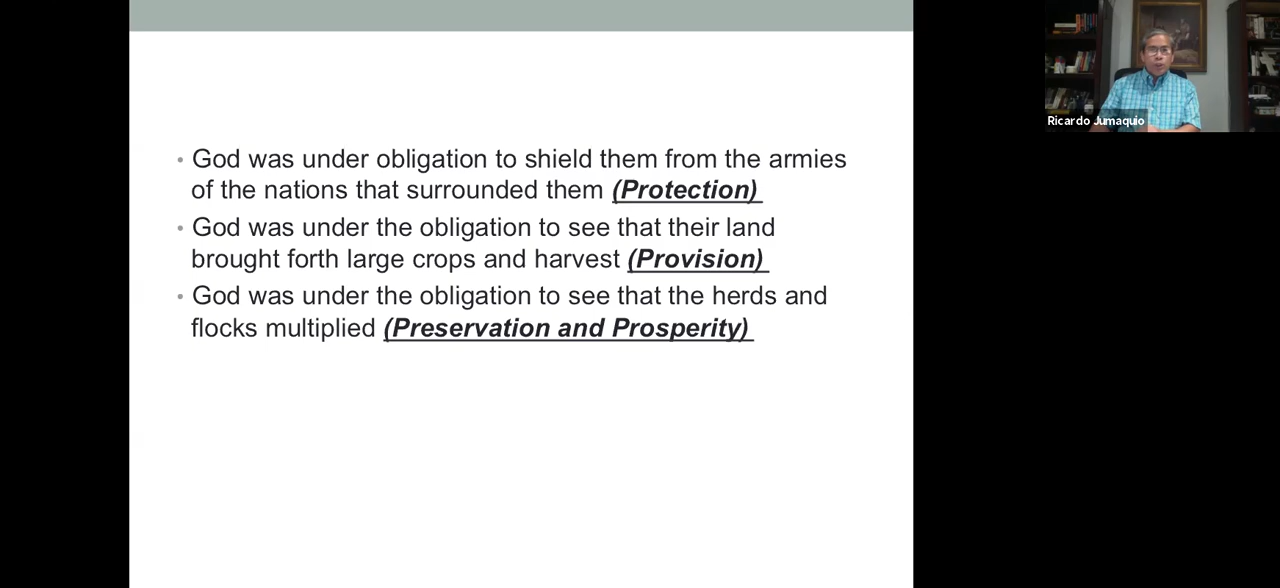 • God was under obligation to shield them from the armies
of the nations that surrounded them (Protection)
• God was under the obligation to see that their land
brought forth large crops and harvest (Provision)
• God was under the obligation to see that the herds and
flocks multiplied (Preservation and Prosperity)
Ricardo Jumaquio